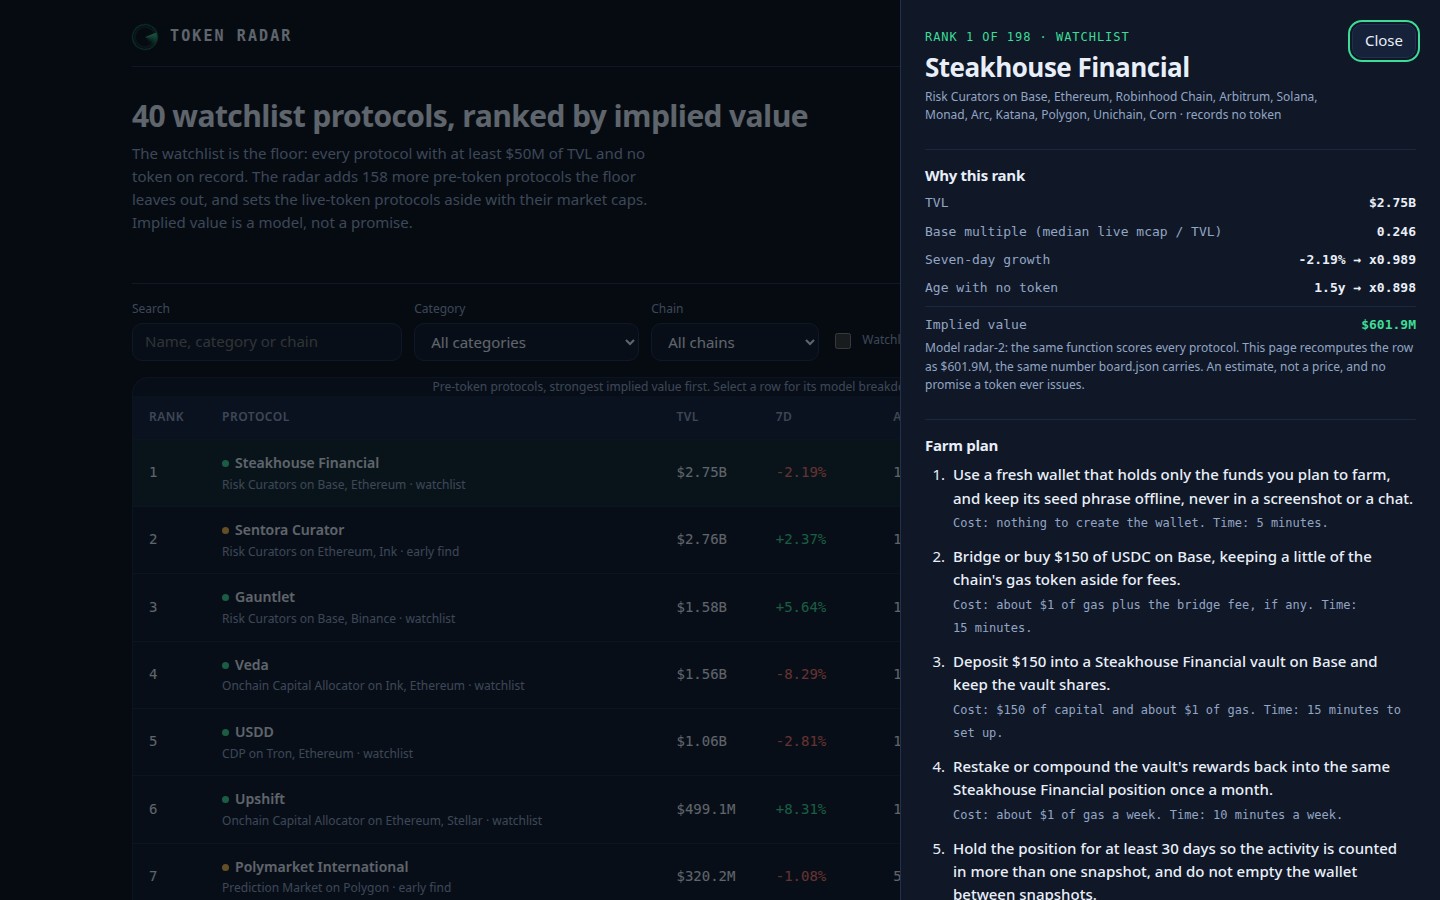 TOKEN RADAR
40 watchlist protocols, ranked by implied value
The watchlist is the floor: every protocol with at least $50M of TVL and no
token on record. The radar adds 158 more pre-token protocols the floor
leaves out, and sets the live-token protocols aside with their market caps.
Implied value is a model, not a promise.
Search
Category
Chain
Name, category or chain
All categories
All chains
Pre-token protocols, strongest implied value first. Select a row for its model
RANK
PROTOCOL
TVL
7D
1
Steakhouse Financial
Risk Curators on Base, Ethereum · watchlist
$2.75B
-2.19%
2
Sentora Curator
Risk Curators on Ethereum, Ink · early find
$2.76B
+2.37%
3
Gauntlet
Risk Curators on Base, Binance · watchlist
$1.58B
+5.64%
4
Veda
Onchain Capital Allocator on Ink, Ethereum · watchlist
$1.56B
-8.29%
5
USDD
CDP on Tron, Ethereum · watchlist
$1.06B
-2.81%
6
Upshift
Onchain Capital Allocator on Ethereum, Stellar · watchlist
$499.1M
+8.31%
7
Polymarket International
Prediction Market on Polygon · early find
$320.2M
-1.08%
RANK 1 OF 198 · WATCHLIST
Close
Steakhouse Financial
Risk Curators on Base, Ethereum, Robinhood Chain, Arbitrum, Solana,
Monad, Arc, Katana, Polygon, Unichain, Corn · records no token
Why this rank
TVL $2.75B
Base multiple (median live mcap / TVL) 0.246
Seven-day growth -2.19% → x0.989
Age with no token 1.5y → x0.898
Implied value $601.9M
Model radar-2: the same function scores every protocol. This page recomputes the row
as $601.9M, the same number board.json carries. An estimate, not a price, and no
promise a token ever issues.
Farm plan
1. Use a fresh wallet that holds only the funds you plan to farm,
and keep its seed phrase offline, never in a screenshot or a chat.
Cost: nothing to create the wallet. Time: 5 minutes.
2. Bridge or buy $150 of USDC on Base, keeping a little of the
chain's gas token aside for fees.
Cost: about $1 of gas plus the bridge fee, if any. Time:
15 minutes.
3. Deposit $150 into a Steakhouse Financial vault on Base and
keep the vault shares.
Cost: $150 of capital and about $1 of gas. Time: 15 minutes to
set up.
4. Restake or compound the vault's rewards back into the same
Steakhouse Financial position once a month.
Cost: about $1 of gas a week. Time: 10 minutes a week.
5. Hold the position for at least 30 days so the activity is counted
in more than one snapshot, and do not empty the wallet
between snapshots.